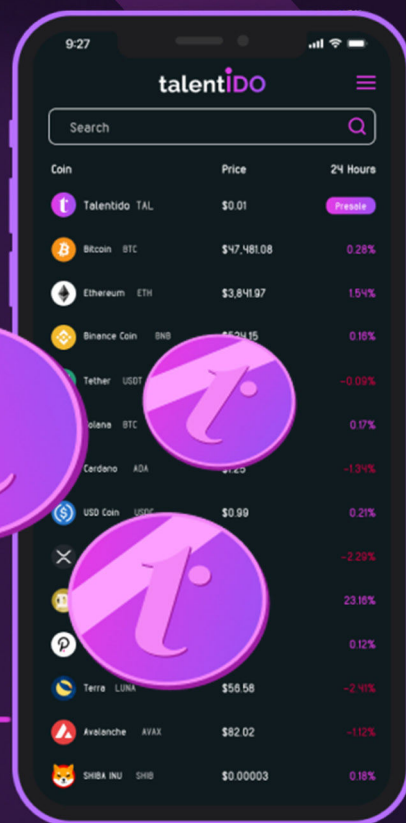 9:27
talentiDO
Search
Coin Price 24 Hours
Talentido TAL $0.01 Presale
Bitcoin BTC $47,481.08 0.28%
Ethereum ETH $3,841.97 1.54%
Binance Coin BNB 0.16%
Tether USDT -0.09%
BTC 0.17%
Cardano ADA -1.34%
USD Coin USDC $0.99 0.21%
-2.29%
23.16%
0.12%
Terra LUNA $56.58 -2.41%
Avalanche AVAX $82.02 -1.12%
SHIBA INU SHIB $0.00003 0.18%